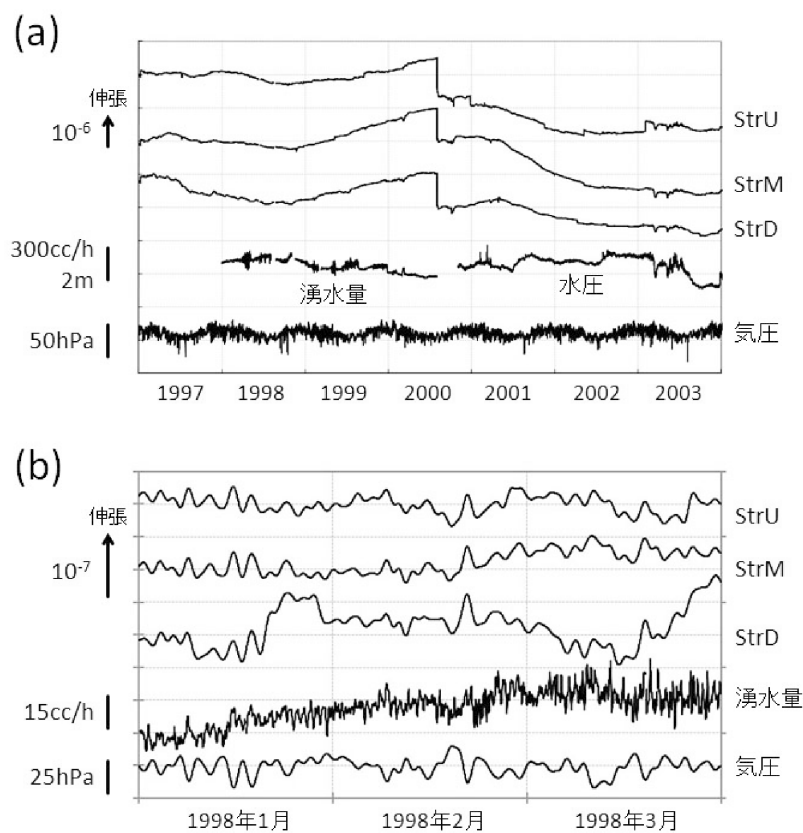 (a)
伸張
10-6
StrU
StrM
StrD
300cc/h
2m
湧水量
水圧
50hPa
気圧
1997 1998 1999 2000 2001 2002 2003
(b)
伸張
10-7
StrU
StrM
StrD
湧水量
15cc/h
25hPa
気圧
1998年1月 1998年2月 1998年3月